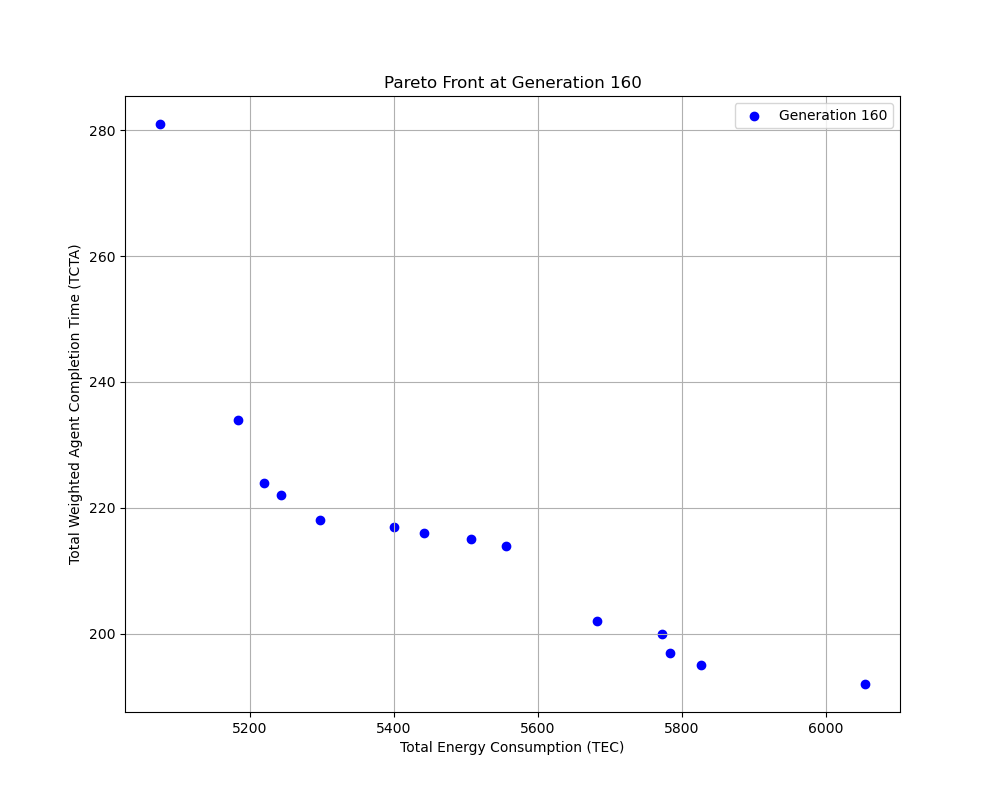 Pareto Front at Generation 160
Generation 160
Total Weighted Agent Completion Time (TCTA)
280
260
240
220
200
5200 5400 5600 5800 6000
Total Energy Consumption (TEC)